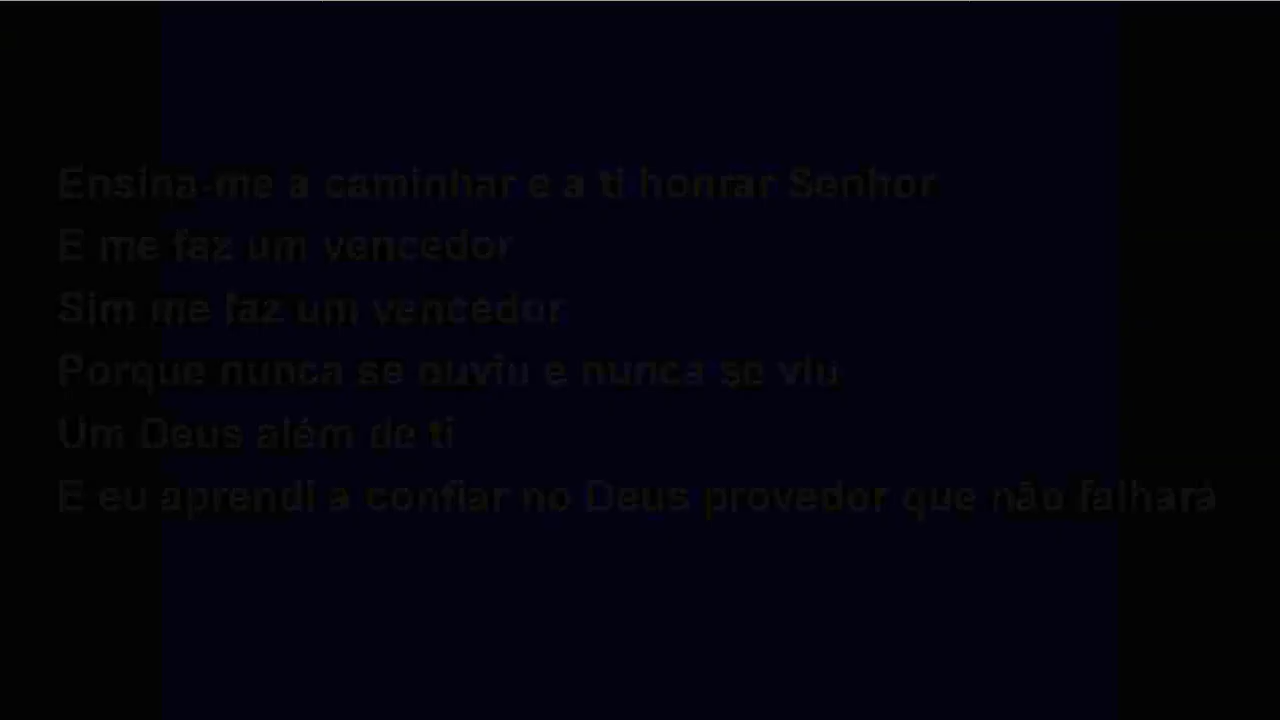 Ensina-me a caminhar e a ti honrar Senhor
E me faz um vencedor
Sim me faz um vencedor
Porque nunca se ouviu e nunca se viu
Um Deus além de ti
E eu aprendi a confiar no Deus provedor que não falhará